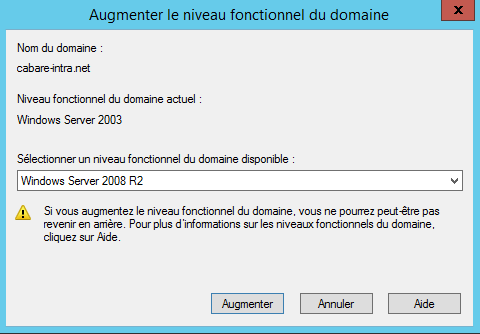 Augmenter le niveau fonctionnel du domaine
x
Nom du domaine :
cabare-intra.net
Niveau fonctionnel du domaine actuel :
Windows Server 2003
Sélectionner un niveau fonctionnel du domaine disponible :
Windows Server 2008 R2
Si vous augmentez le niveau fonctionnel du domaine, vous ne pourrez peut-être pas
revenir en arrière. Pour plus d'informations sur les niveaux fonctionnels du domaine,
cliquez sur Aide.
Augmenter Annuler Aide